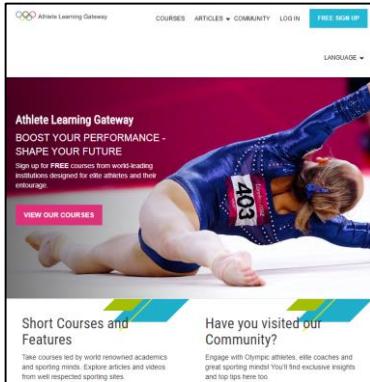 Athlete Learning Gateway
COURSES ARTICLES COMMUNITY LOG IN FREE SIGN UP
LANGUAGE
Athlete Learning Gateway
BOOST YOUR PERFORMANCE -
SHAPE YOUR FUTURE
Sign up for FREE courses from world-leading
institutions designed for elite athletes and their
entourage.
VIEW OUR COURSES
403
Short Courses and
Features
Take courses led by world renowned academics
and sporting minds. Explore articles and videos
from well respected sporting sites.
Have you visited our
Community?
Engage with Olympic athletes, elite coaches and
great sporting minds! You'll find exclusive insights
and top tips here too.